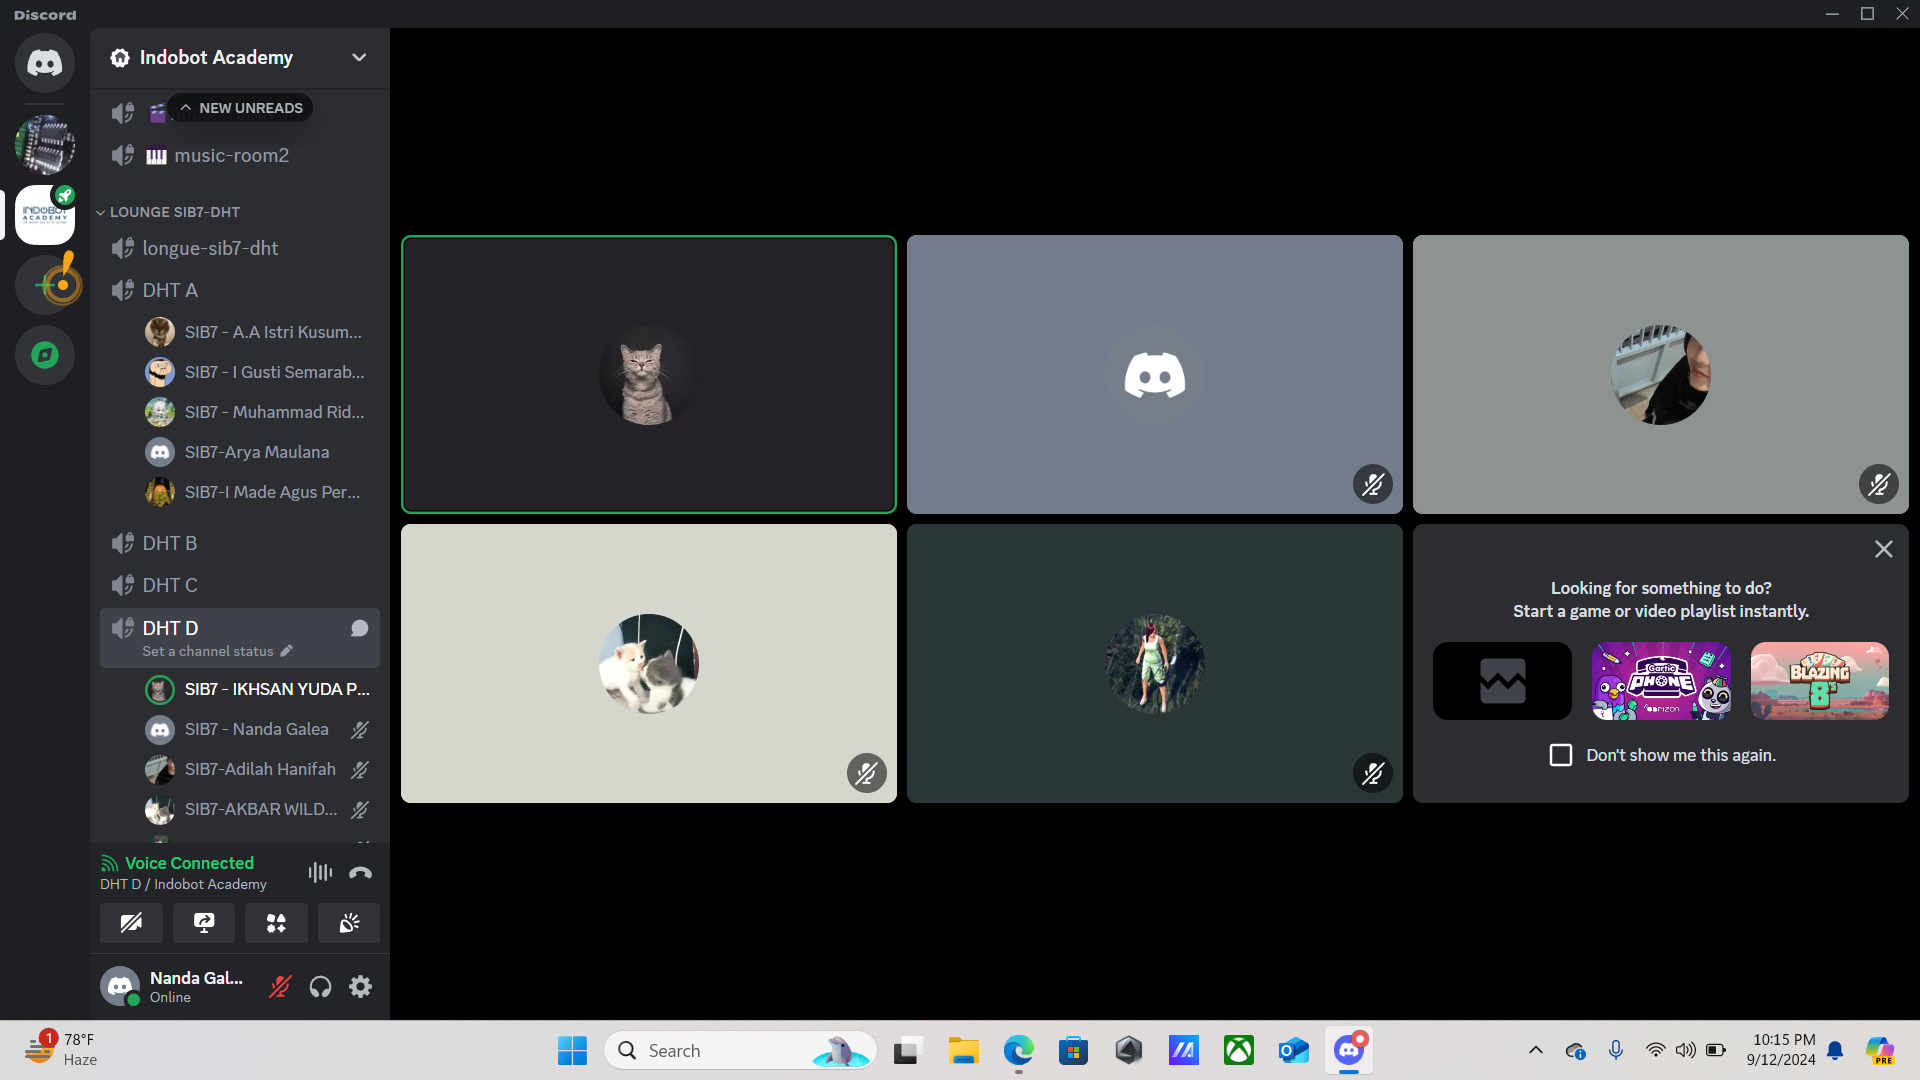 Discord
Indobot Academy
NEW UNREADS
music-room2
INDOBOT
ACADEMY
LOUNGE SIB7-DHT
longue-sib7-dht
DHT A
SIB7 - A.A Istri Kusum...
SIB7 - I Gusti Semarab...
SIB7 - Muhammad Rid...
SIB7-Arya Maulana
SIB7-I Made Agus Per...
DHT B
DHT C
DHT D
Set a channel status
SIB7 - IKHSAN YUDA P...
SIB7 - Nanda Galea
SIB7-Adilah Hanifah
SIB7-AKBAR WILD...
Voice Connected
DHT D / Indobot Academy
Nanda Gal...
Online
Looking for something to do?
Start a game or video playlist instantly.
Gartic
PHONE
BLAZING
8
Don't show me this again.
1
78°F
Haze
Search
10:15 PM
9/12/2024
PRE